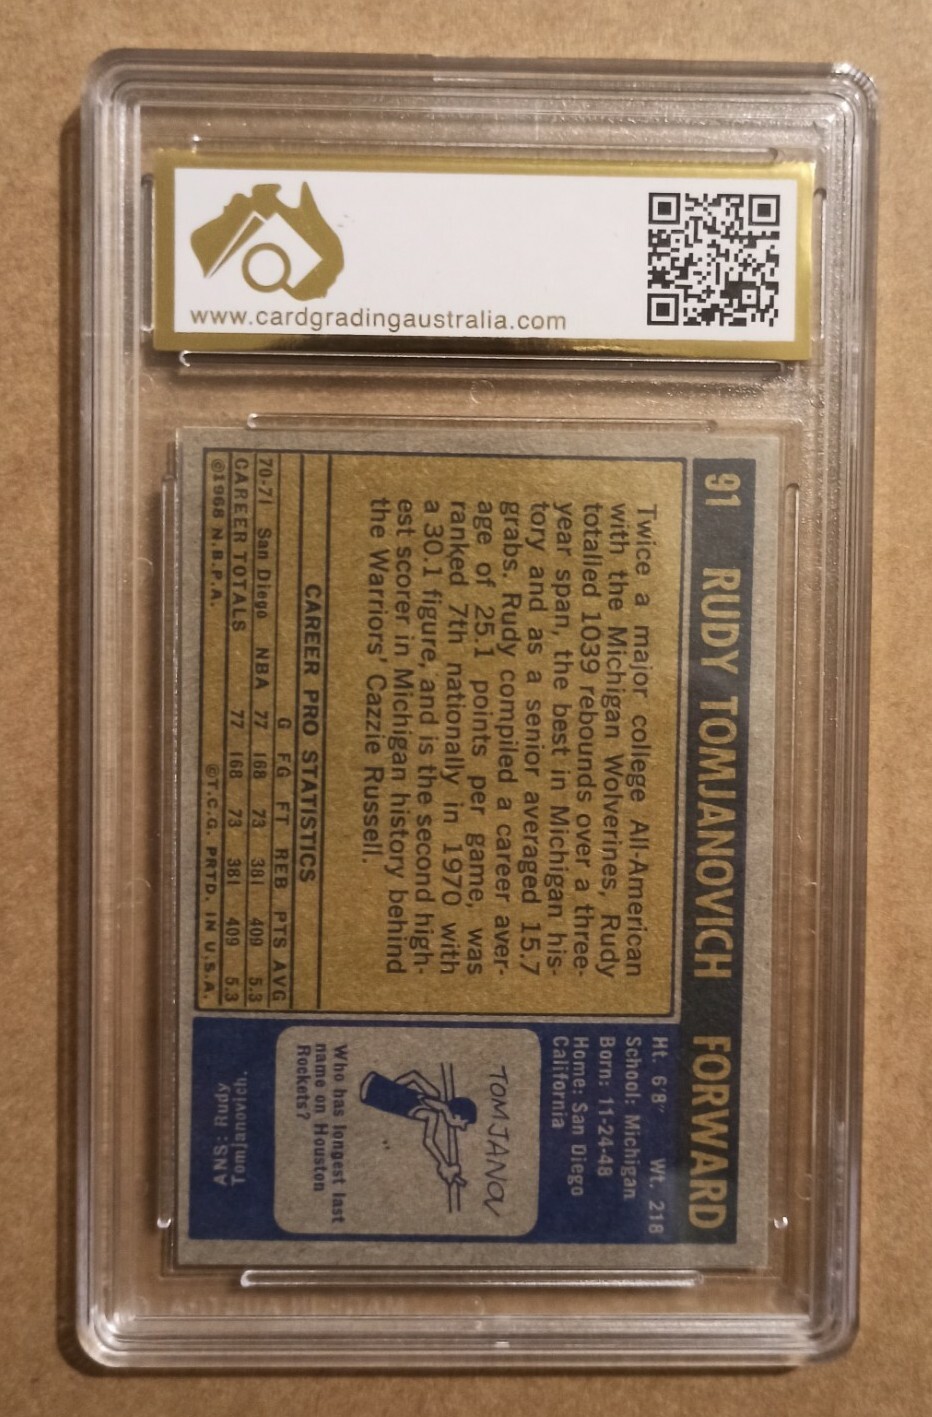 www.cardgradingaustralia.com
91 RUDY TOMJANOVICH FORWARD
Twice a major college All-American
with the Michigan Wolverines, Rudy
totalled 1039 rebounds over a three-
year span, the best in Michigan his-
tory and as a senior averaged 15.7
grabs. Rudy compiled a career aver-
age of 25.1 points per game, was
ranked 7th nationally in 1970 with
a 30.1 figure, and is the second high-
est scorer in Michigan history behind
the Warriors' Cazzie Russell.
CAREER PRO STATISTICS
G FG FT REB PTS AVG
70-71 San Diego NBA 77 168 73 381 409 5.3
CAREER TOTALS 77 168 73 381 409 5.3
©1968 N.B.P.A. ©T.C.G. PRTD. IN U.S.A.
Ht. 6'8" Wt. 218
School: Michigan
Born: 11-24-48
Home: San Diego
California
TOMJANOV
Who has longest last
name on Houston
Rockets?
ANS: Rudy
Tomjanovich.